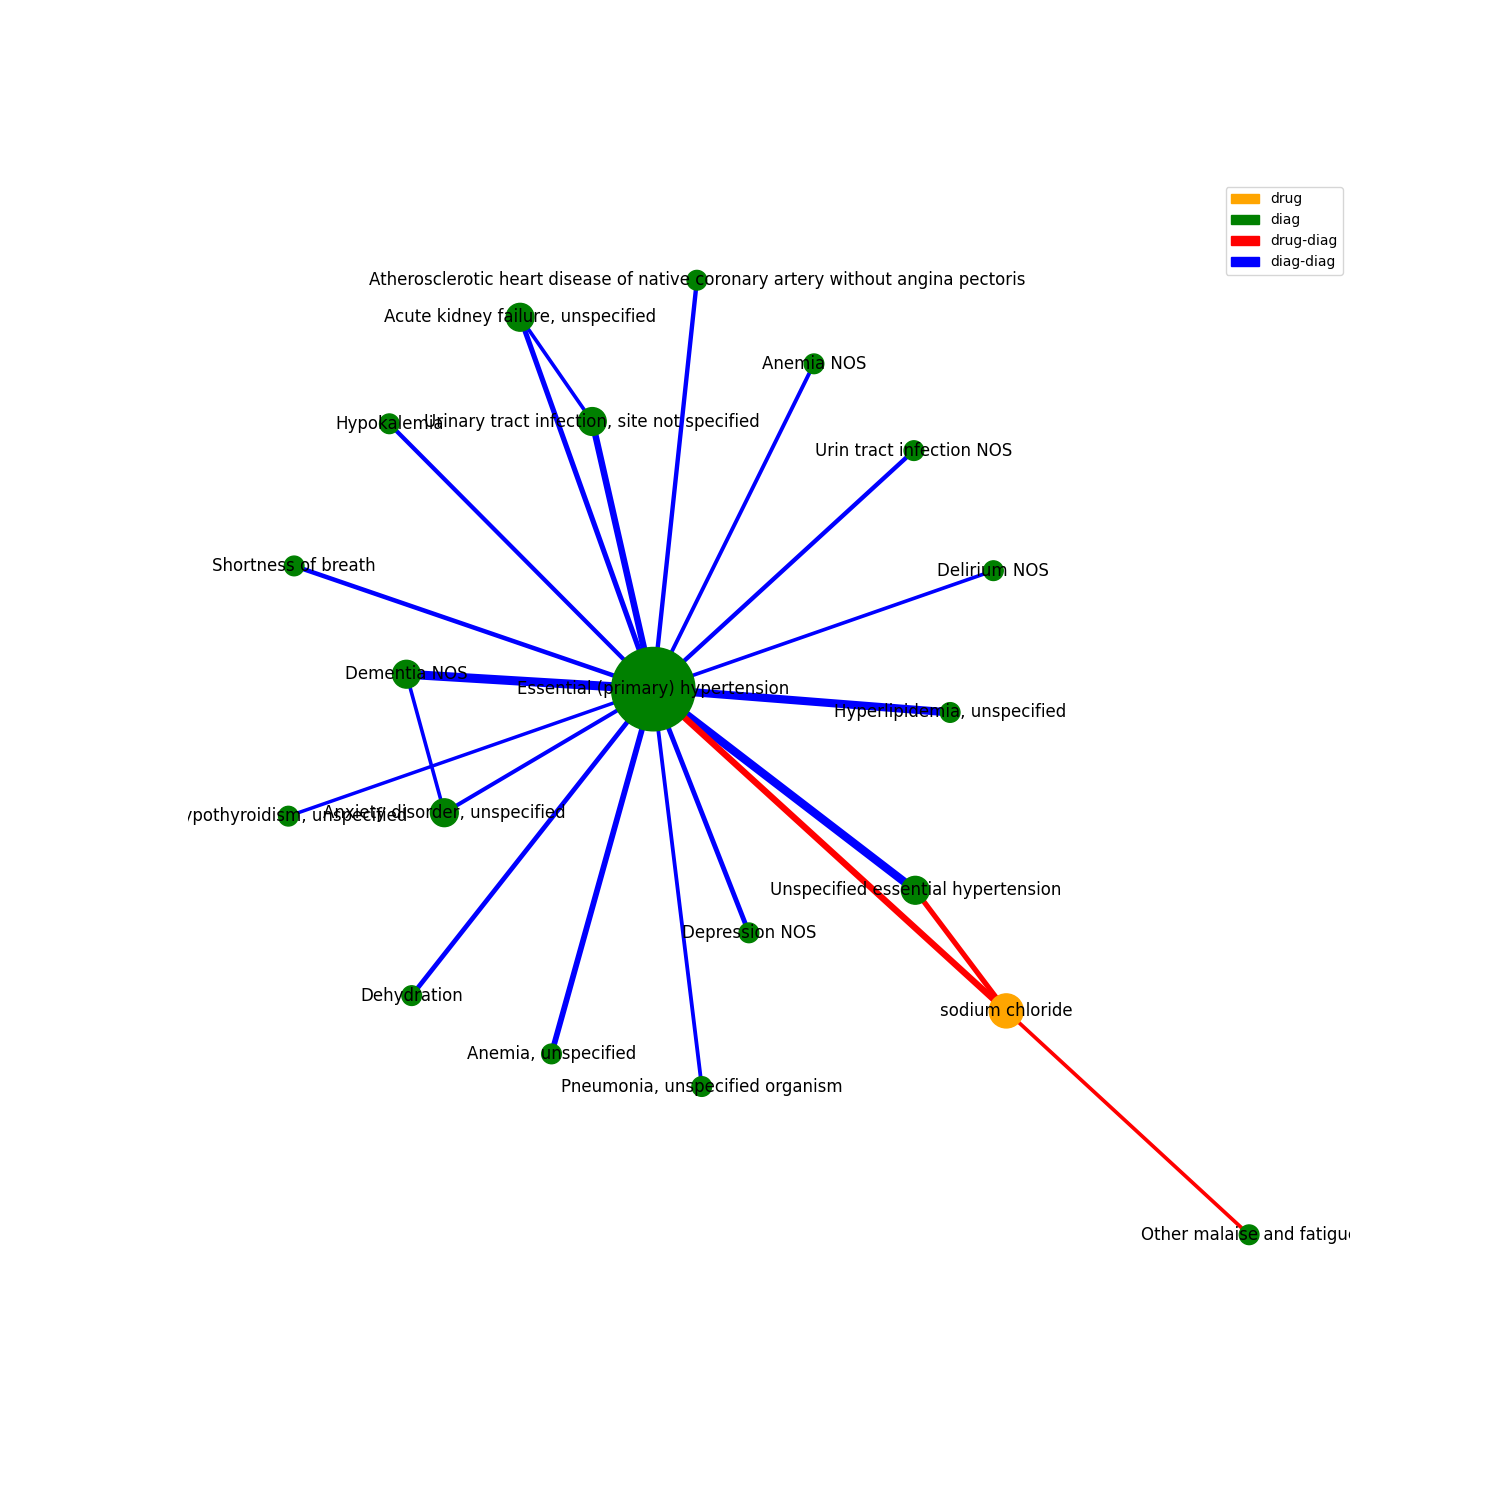 drug
diag
drug-diag
diag-diag
Atherosclerotic heart disease of native coronary artery without angina pectoris
Acute kidney failure, unspecified
Anemia NOS
Hypokalemia
Urinary tract infection, site not specified
Urin tract infection NOS
Shortness of breath
Delirium NOS
Dementia NOS
Essential (primary) hypertension
Hyperlipidemia, unspecified
ypothyroidism, unspecified
Anxiety disorder, unspecified
Unspecified essential hypertension
Depression NOS
Dehydration
sodium chloride
Anemia, unspecified
Pneumonia, unspecified organism
Other malaise and fatigue